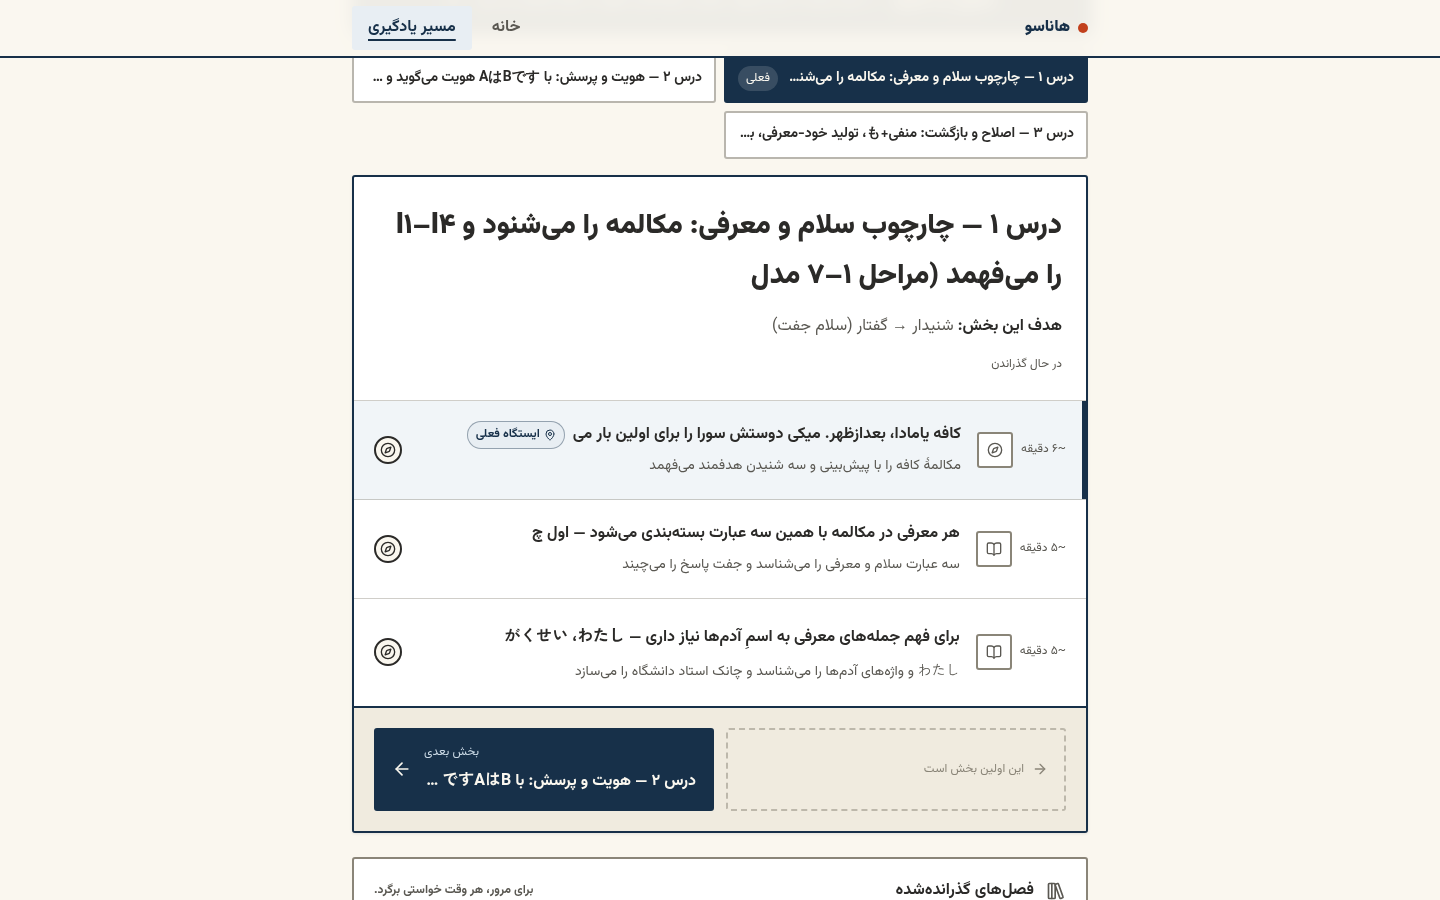 هاناسو
خانه
مسیر یادگیری
درس ۱ — چارچوب سلام و معرفی: مکالمه را می‌شنـ...
فعلی
درس ۲ — هویت و پرسش: با AはBです هویت می‌گوید و ...
درس ۳ — اصلاح و بازگشت: منفی+も، تولید خود-معرفی، بـ...
درس ۱ — چارچوب سلام و معرفی: مکالمه را می‌شنود و I۱–I۴
را می‌فهمد (مراحل ۱–۷ مدل
هدف این بخش: شنیدار → گفتار (سلام جفت)
در حال گذراندن
~۶ دقیقه
کافه یامادا، بعدازظهر. میکی دوستش سورا را برای اولین بار می
ایستگاه فعلی
مکالمهٔ کافه را با پیش‌بینی و سه شنیدن هدفمند می‌فهمد
~۵ دقیقه
هر معرفی در مکالمه با همین سه عبارت بسته‌بندی می‌شود — اول چ
سه عبارت سلام و معرفی را می‌شناسد و جفت پاسخ را می‌چیند
~۵ دقیقه
برای فهم جمله‌های معرفی به اسمِ آدم‌ها نیاز داری — わたし، がくせい
わたし و واژه‌های آدم‌ها را می‌شناسد و چانک استاد دانشگاه را می‌سازد
→ این اولین بخش است
بخش بعدی
درس ۲ — هویت و پرسش: با AはBです ...
←
فصل‌های گذرانده‌شده
برای مرور، هر وقت خواستی برگرد.